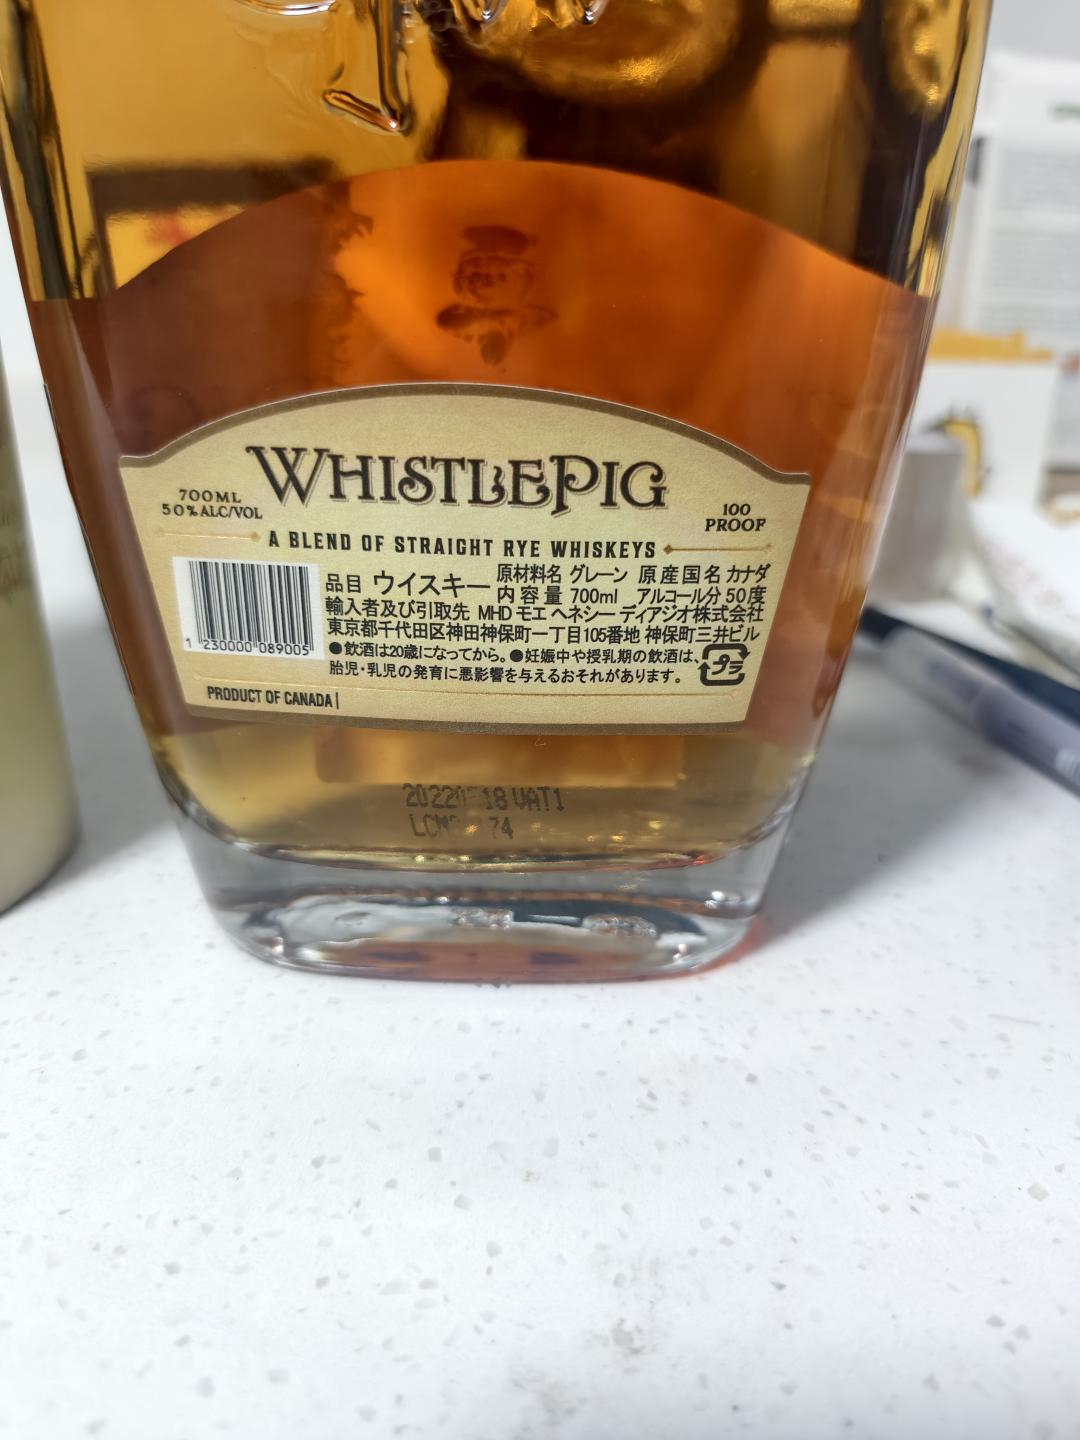 WHISTLEPIG
700ML
50% ALC/VOL
100
PROOF
A BLEND OF STRAIGHT RYE WHISKEYS
品目 ウイスキー 原材料名 グレーン 原産国名 カナダ
内容量 700ml アルコール分 50度
輸入者及び引取先 MHD モエ ヘネシー ディアジオ株式会社
東京都千代田区神田神保町一丁目105番地 神保町三井ビル
●飲酒は20歳になってから。●妊娠中や授乳期の飲酒は、
胎児・乳児の発育に悪影響を与えるおそれがあります。
プラ
1 230000 089005
PRODUCT OF CANADA
18 VAT1
74